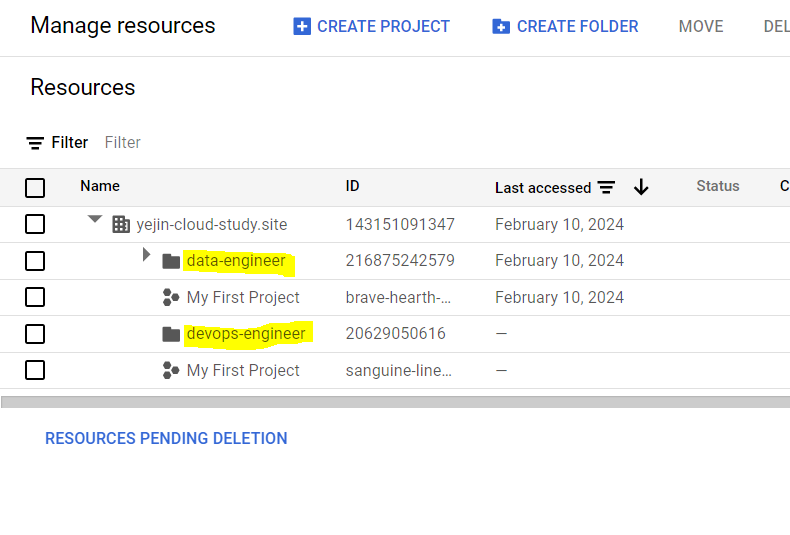 Manage resources CREATE PROJECT CREATE FOLDER MOVE DEL
Resources
Filter Filter
Name ID Last accessed Status C
yejin-cloud-study.site 143151091347 February 10, 2024
data-engineer 216875242579 February 10, 2024
My First Project brave-hearth-... February 10, 2024
devops-engineer 20629050616 —
My First Project sanguine-line... —
RESOURCES PENDING DELETION